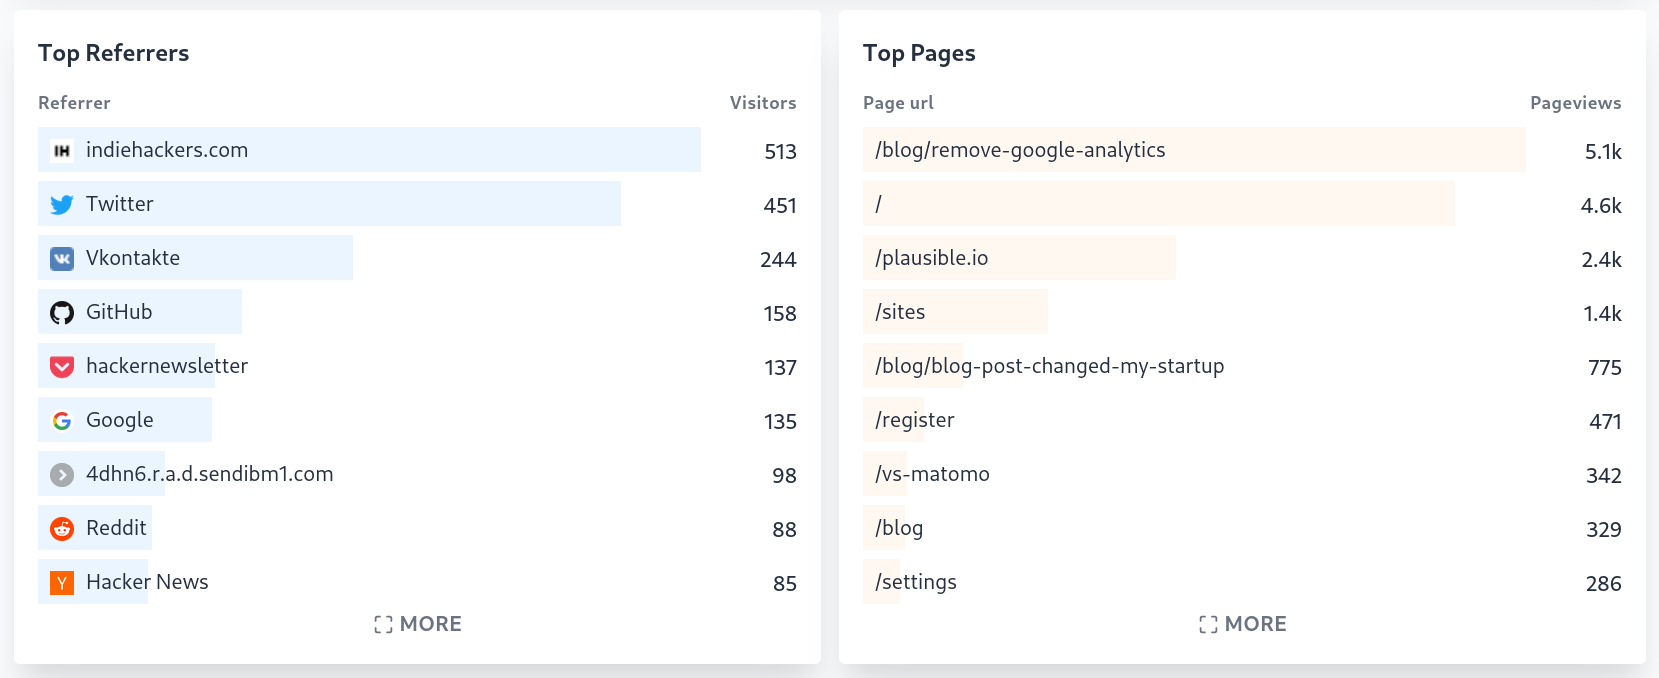 Top Referrers
Referrer Visitors
indiehackers.com 513
Twitter 451
Vkontakte 244
GitHub 158
hackernewsletter 137
Google 135
4dhn6.r.a.d.sendibm1.com 98
Reddit 88
Hacker News 85
MORE
Top Pages
Page url Pageviews
/blog/remove-google-analytics 5.1k
/ 4.6k
/plausible.io 2.4k
/sites 1.4k
/blog/blog-post-changed-my-startup 775
/register 471
/vs-matomo 342
/blog 329
/settings 286
MORE